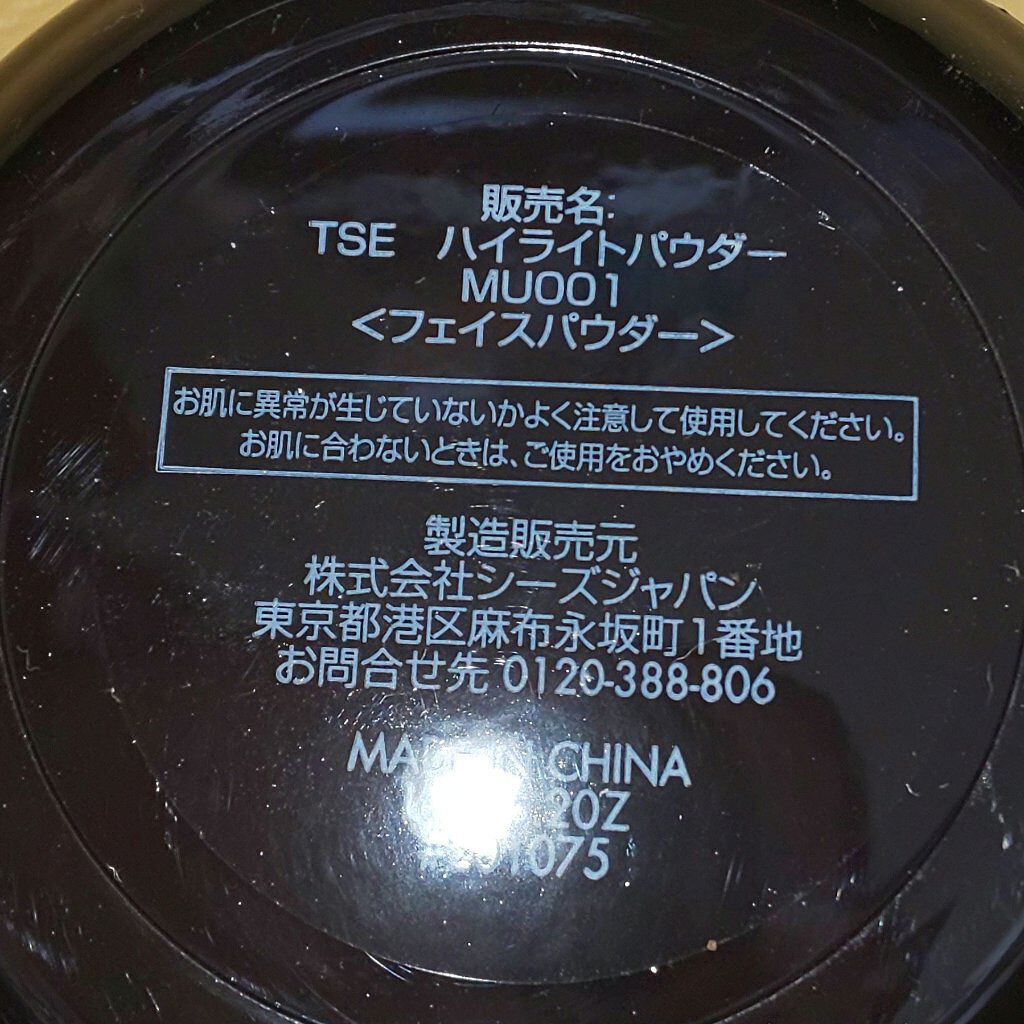 販売名:
TSE ハイライトパウダー
MU001
<フェイスパウダー>
お肌に異常が生じていないかよく注意して使用してください。
お肌に合わないときは、ご使用をおやめください。
製造販売元
株式会社シーズジャパン
東京都港区麻布永坂町1番地
お問合せ先 0120-388-806
MADE IN CHINA